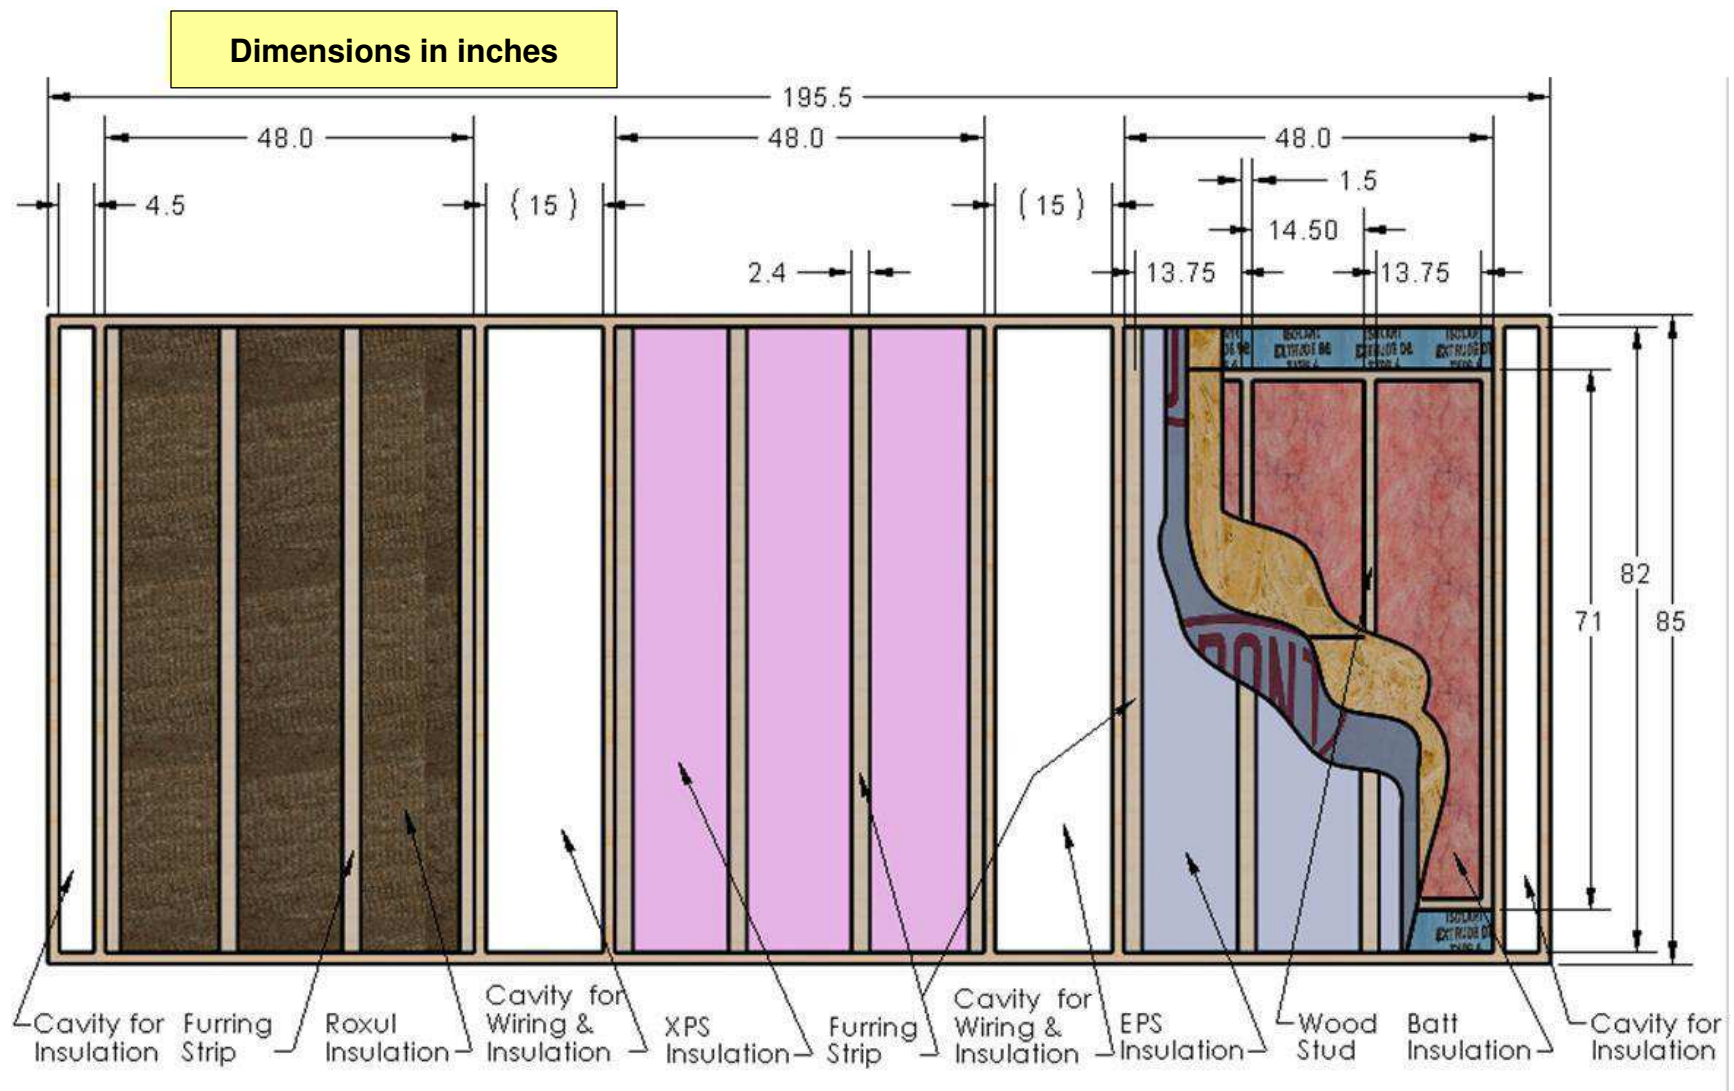 Dimensions in inches
195.5
48.0
48.0
48.0
1.5
4.5
(15)
(15)
14.50
2.4
13.75
13.75
82
71
85
Cavity for
Insulation
Furring
Strip
Roxul
Insulation
Cavity for
Wiring &
Insulation
XPS
Insulation
Furring
Strip
Cavity for
Wiring &
Insulation
EPS
Insulation
Wood
Stud
Batt
Insulation
Cavity for
Insulation